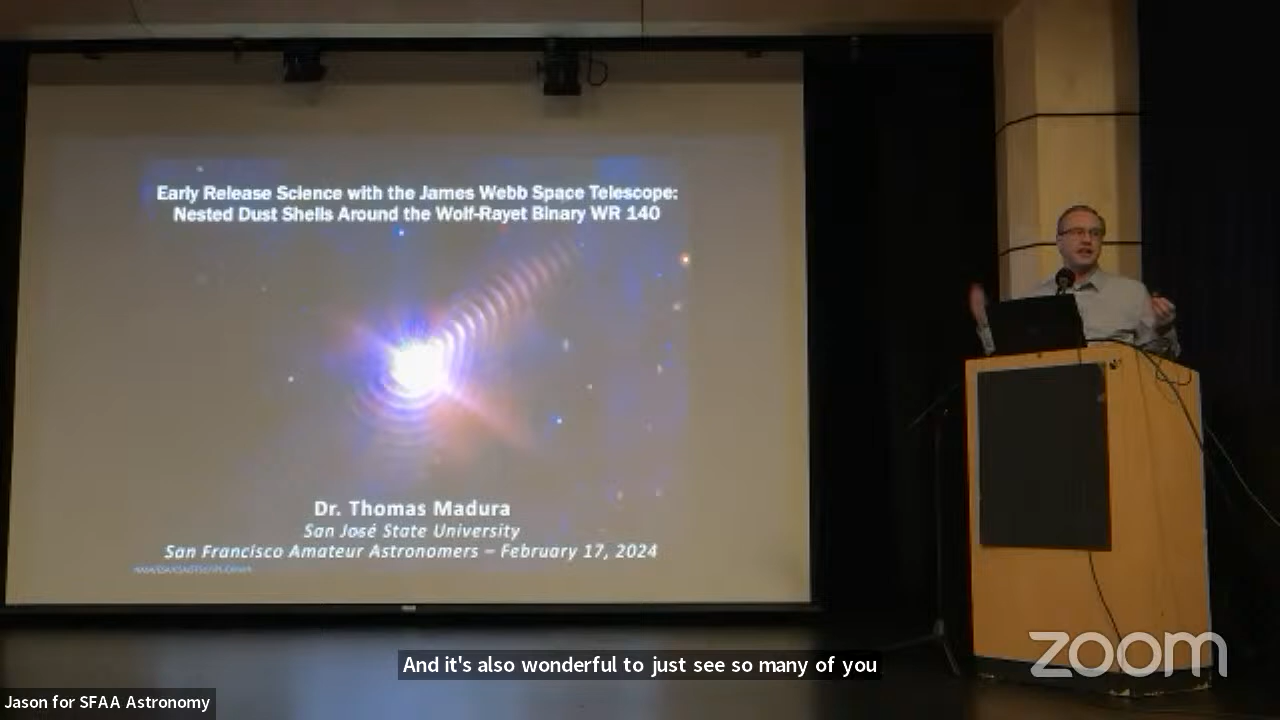 Early Release Science with the James Webb Space Telescope:
Nested Dust Shells Around the Wolf-Rayet Binary WR 140
Dr. Thomas Madura
San José State University
San Francisco Amateur Astronomers – February 17, 2024
And it's also wonderful to just see so many of you
zoom
Jason for SFAA Astronomy